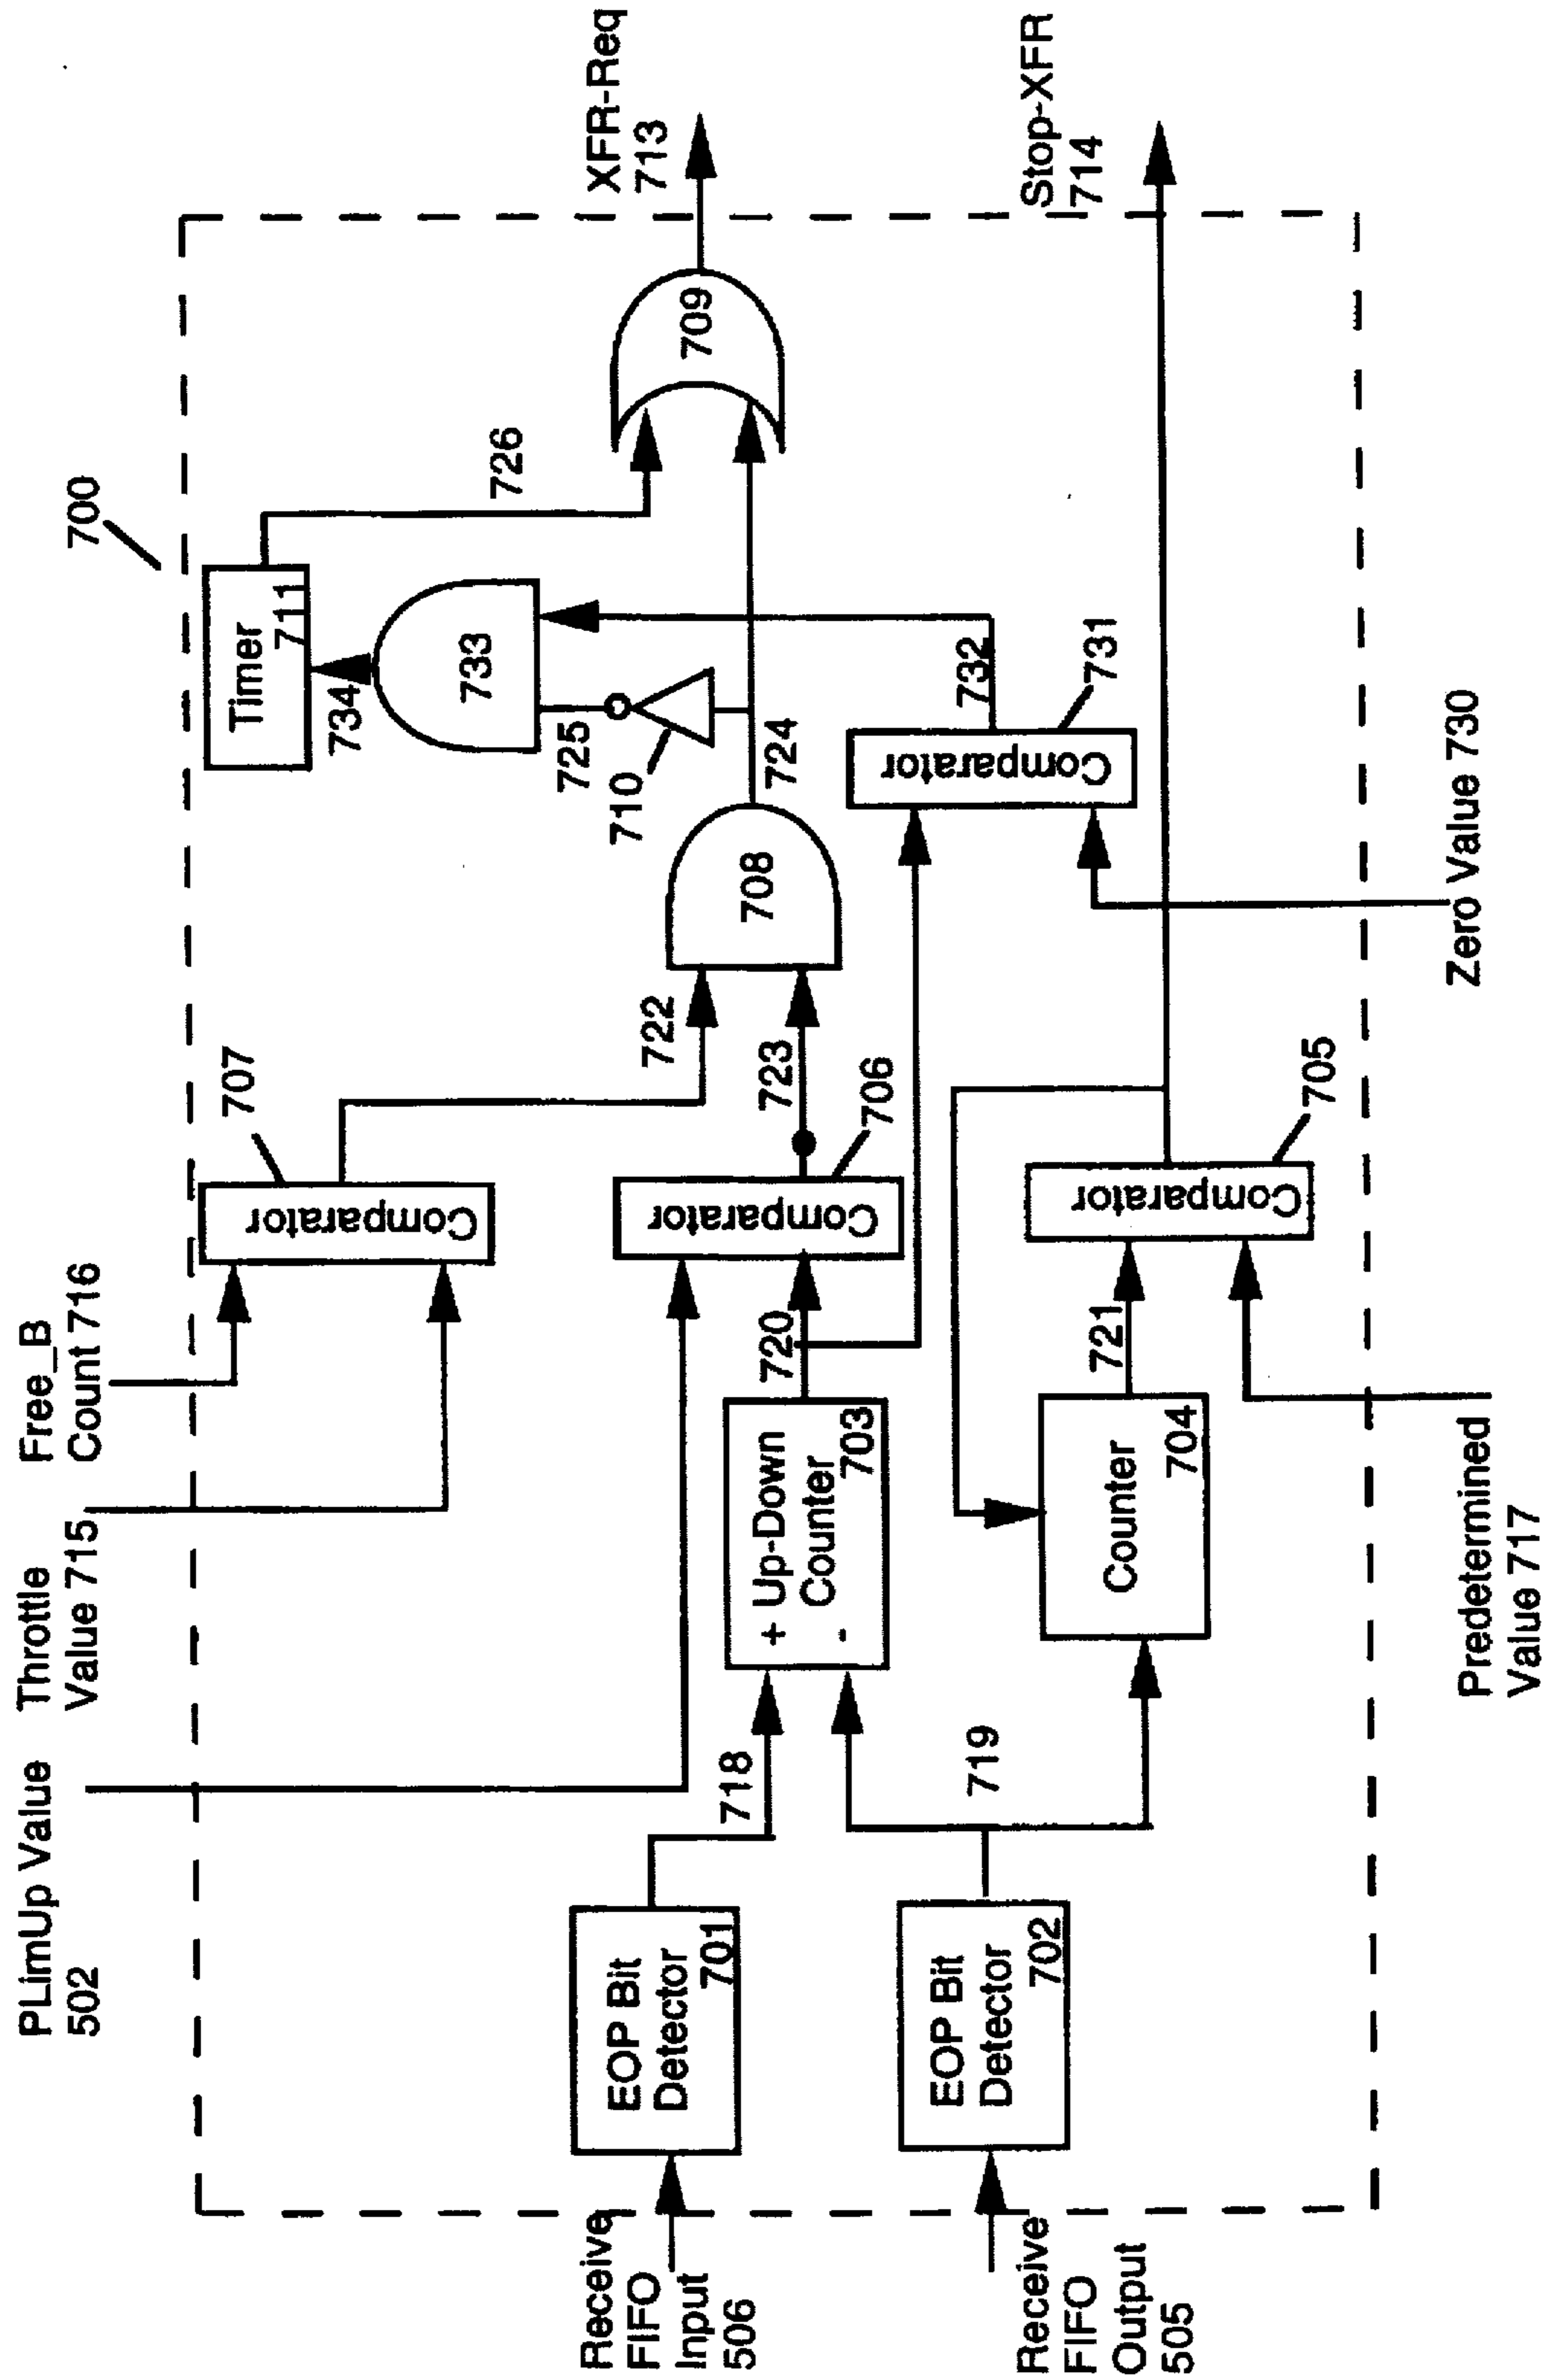 PLimUp Value
502
Throttle
Value 715
Free_B
Count 716
700
707
Comparator
722
Timer
711
734
733
726
725
710
XFR-Req
713
709
708
724
723
706
Comparator
720
+ Up-Down
Counter
-
703
718
EOP Bit
Detector
701
Receive
FIFO
Input
506
732
731
Comparator
Stop-XFR
714
705
Comparator
721
Counter
704
719
EOP Bit
Detector
702
Receive
FIFO
Output
505
Predetermined
Value 717
Zero Value 730